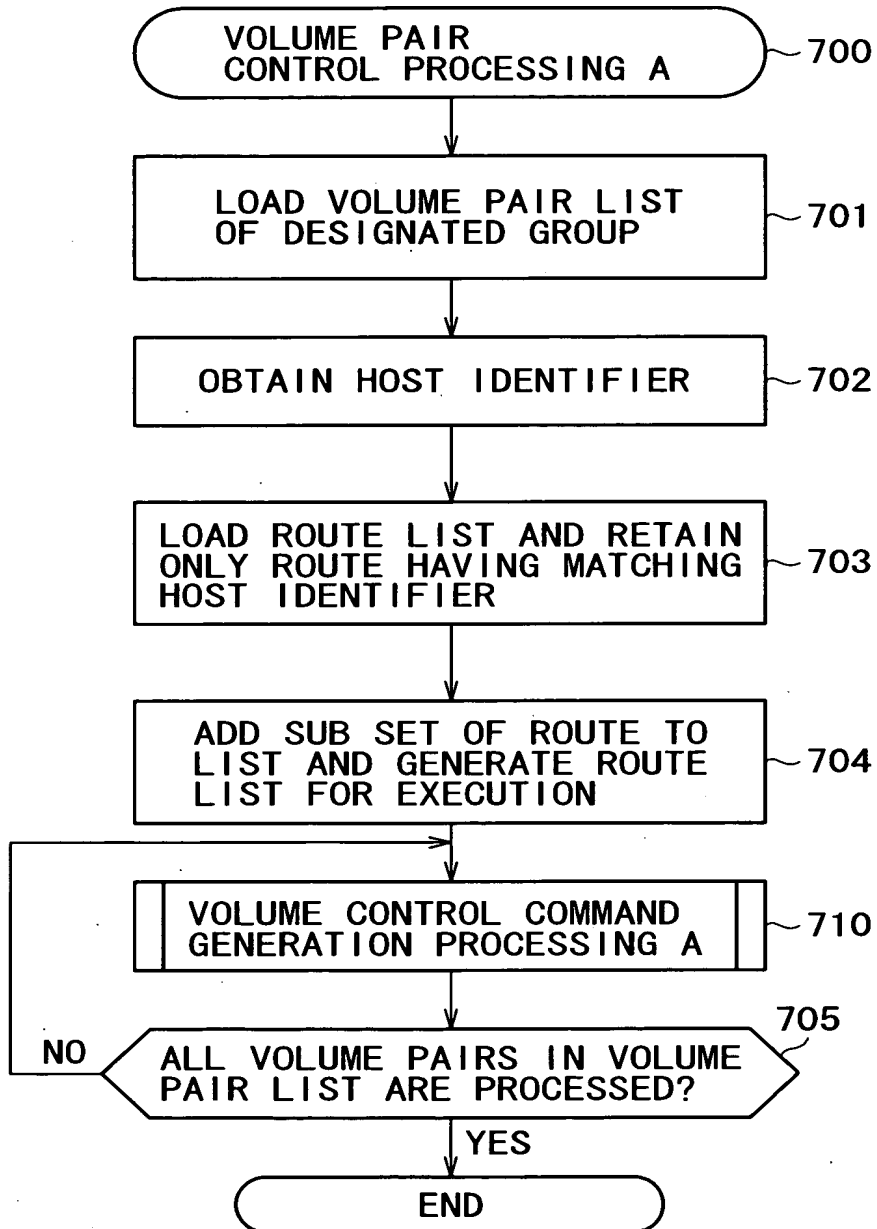 VOLUME PAIR
CONTROL PROCESSING A
700
LOAD VOLUME PAIR LIST
OF DESIGNATED GROUP
701
OBTAIN HOST IDENTIFIER
702
LOAD ROUTE LIST AND RETAIN
ONLY ROUTE HAVING MATCHING
HOST IDENTIFIER
703
ADD SUB SET OF ROUTE TO
LIST AND GENERATE ROUTE
LIST FOR EXECUTION
704
VOLUME CONTROL COMMAND
GENERATION PROCESSING A
710
705
NO
ALL VOLUME PAIRS IN VOLUME
PAIR LIST ARE PROCESSED?
YES
END